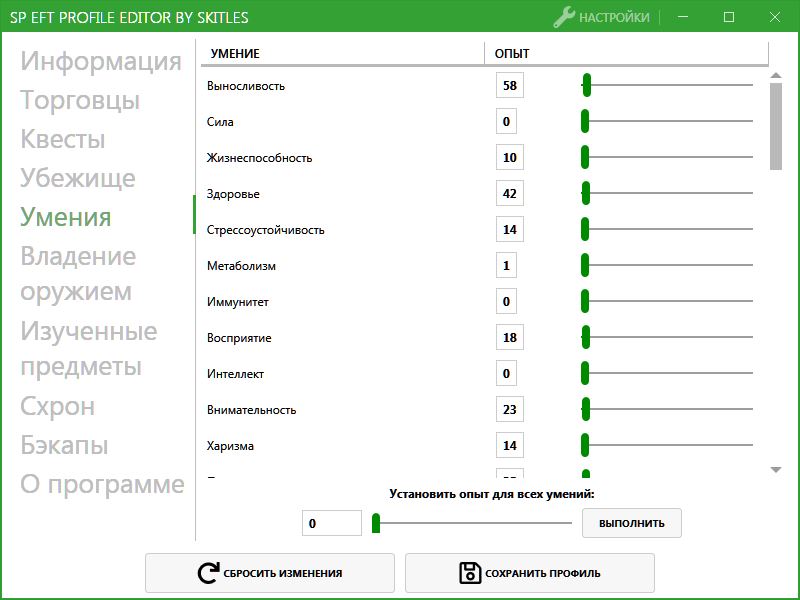 SP EFT PROFILE EDITOR BY SKITLES
НАСТРОЙКИ
Информация
Торговцы
Квесты
Убежище
Умения
Владение
оружием
Изученные
предметы
Схрон
Бэкапы
О программе
УМЕНИЕ ОПЫТ
Выносливость 58
Сила 0
Жизнеспособность 10
Здоровье 42
Стрессоустойчивость 14
Метаболизм 1
Иммунитет 0
Восприятие 18
Интеллект 0
Внимательность 23
Харизма 14
Установить опыт для всех умений:
0 ВЫПОЛНИТЬ
СБРОСИТЬ ИЗМЕНЕНИЯ СОХРАНИТЬ ПРОФИЛЬ